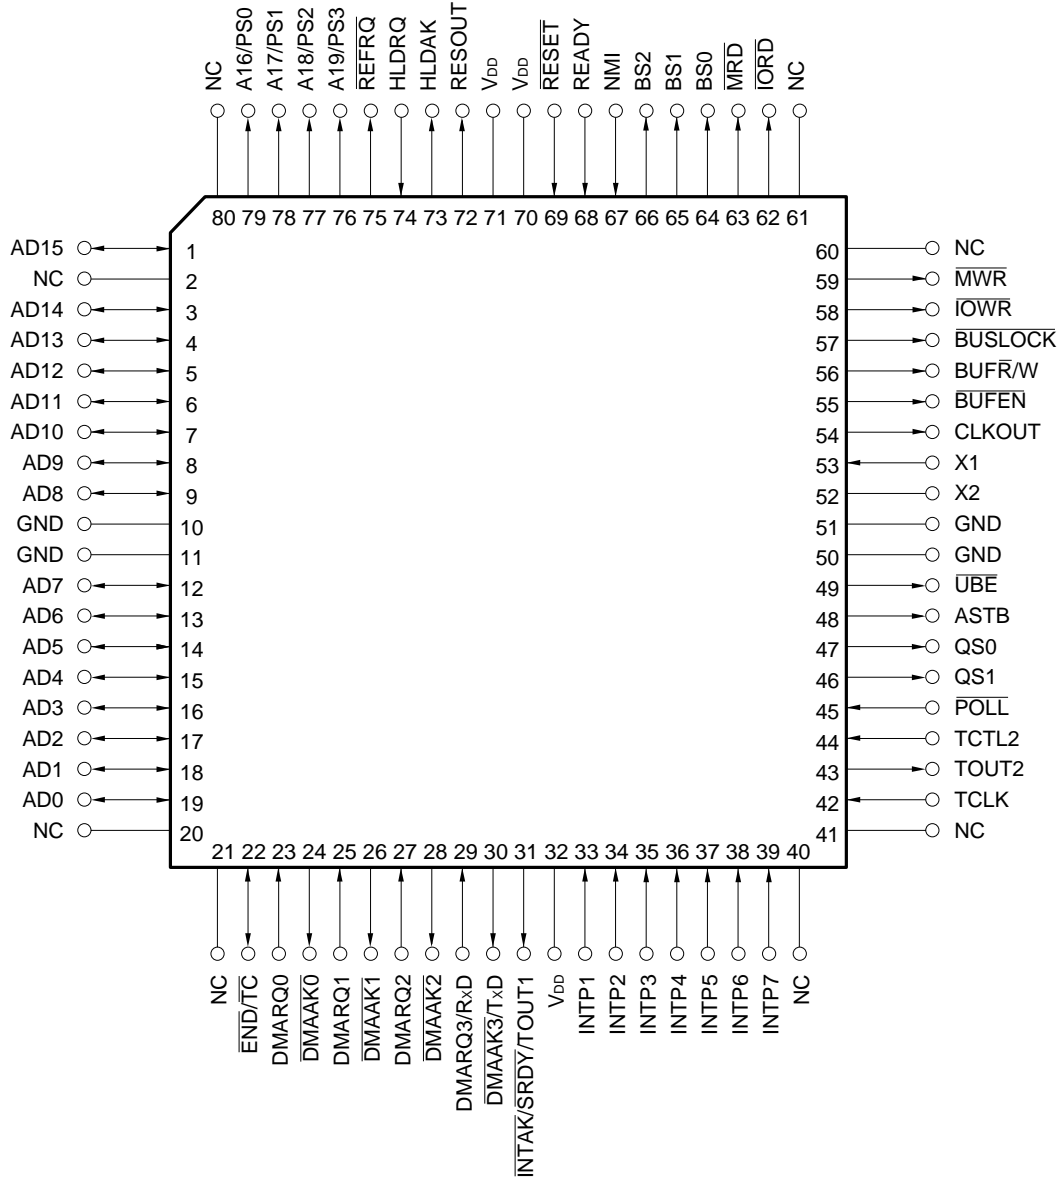 NC
A16/PS0
A17/PS1
A18/PS2
A19/PS3
REFRQ
HLDRQ
HLDAK
RESOUT
VDD
VDD
RESET
READY
NMI
BS2
BS1
BS0
MRD
IORD
NC
80 79 78 77 76 75 74 73 72 71 70 69 68 67 66 65 64 63 62 61
AD15 1 60 NC
NC 2 59 MWR
AD14 3 58 IOWR
AD13 4 57 BUSLOCK
AD12 5 56 BUFR/W
AD11 6 55 BUFEN
AD10 7 54 CLKOUT
AD9 8 53 X1
AD8 9 52 X2
GND 10 51 GND
GND 11 50 GND
AD7 12 49 UBE
AD6 13 48 ASTB
AD5 14 47 QS0
AD4 15 46 QS1
AD3 16 45 POLL
AD2 17 44 TCTL2
AD1 18 43 TOUT2
AD0 19 42 TCLK
NC 20 41 NC
21 22 23 24 25 26 27 28 29 30 31 32 33 34 35 36 37 38 39 40
NC
END/TC
DMARQ0
DMAAK0
DMARQ1
DMAAK1
DMARQ2
DMAAK2
DMARQ3/RxD
DMAAK3/TxD
INTAK/SRDY/TOUT1
VDD
INTP1
INTP2
INTP3
INTP4
INTP5
INTP6
INTP7
NC